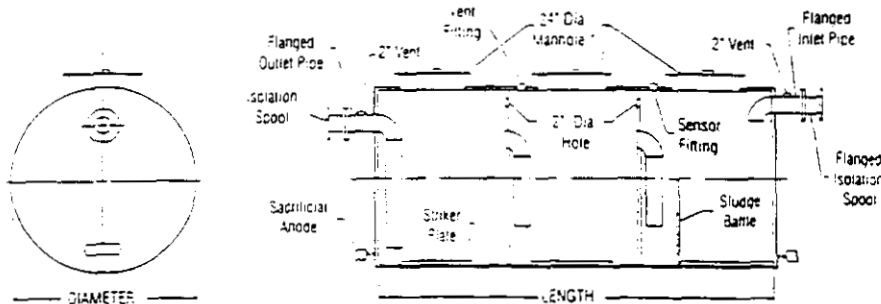 Vent
Fitting
24" Dia
Manhole
Flanged
Outlet Pipe
2" Vent
2" Vent
Flanged
Inlet Pipe
Isolation
Spool
2" Dia
Hole
Sensor
Fitting
Flanged
Isolation
Spool
Sacrificial
Anode
Striker
Plate
Sludge
Baffle
DIAMETER
LENGTH